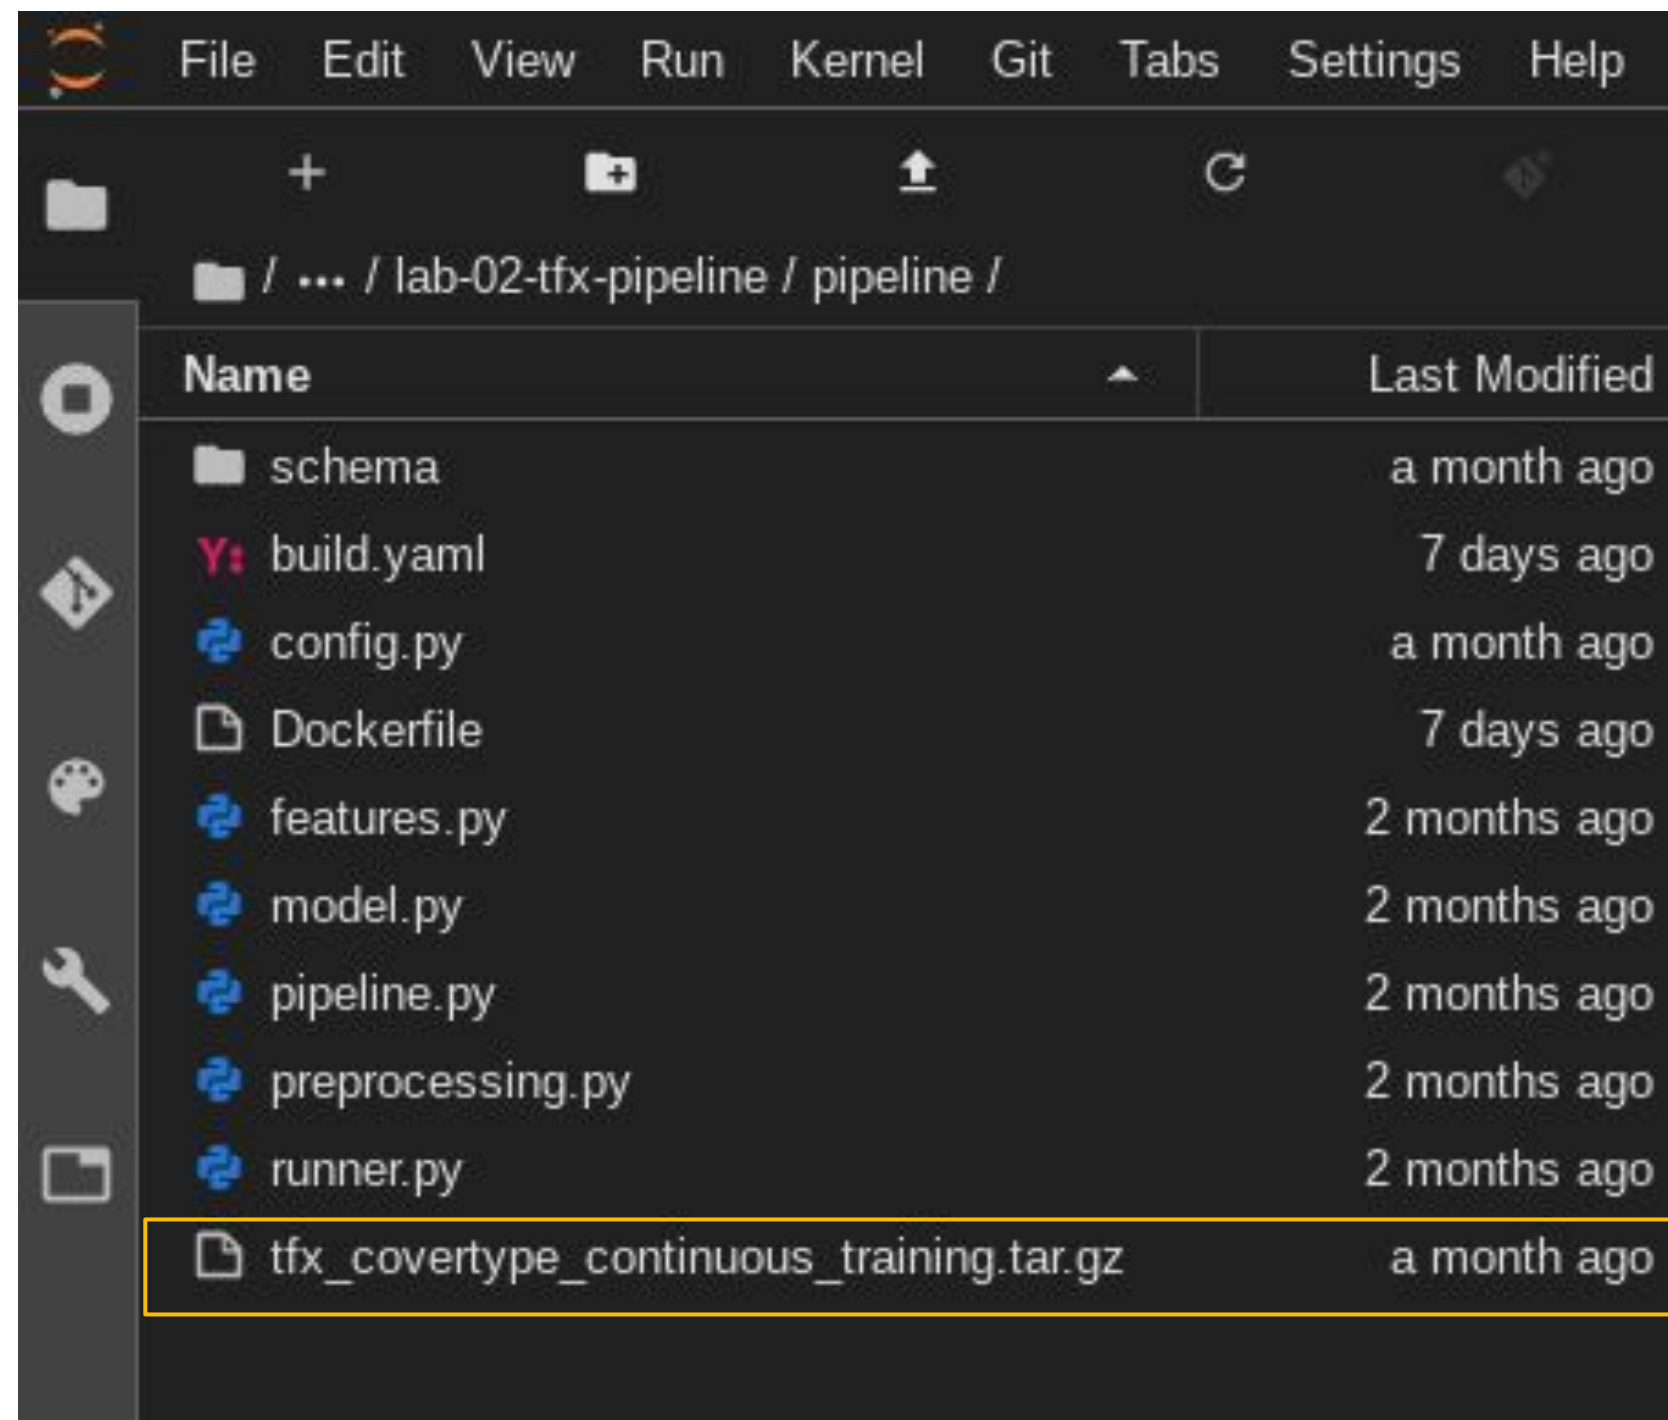 File Edit View Run Kernel Git Tabs Settings Help
/ ••• / lab-02-tfx-pipeline / pipeline /
Name Last Modified
schema a month ago
Y: build.yaml 7 days ago
config.py a month ago
Dockerfile 7 days ago
features.py 2 months ago
model.py 2 months ago
pipeline.py 2 months ago
preprocessing.py 2 months ago
runner.py 2 months ago
tfx_covertype_continuous_training.tar.gz a month ago